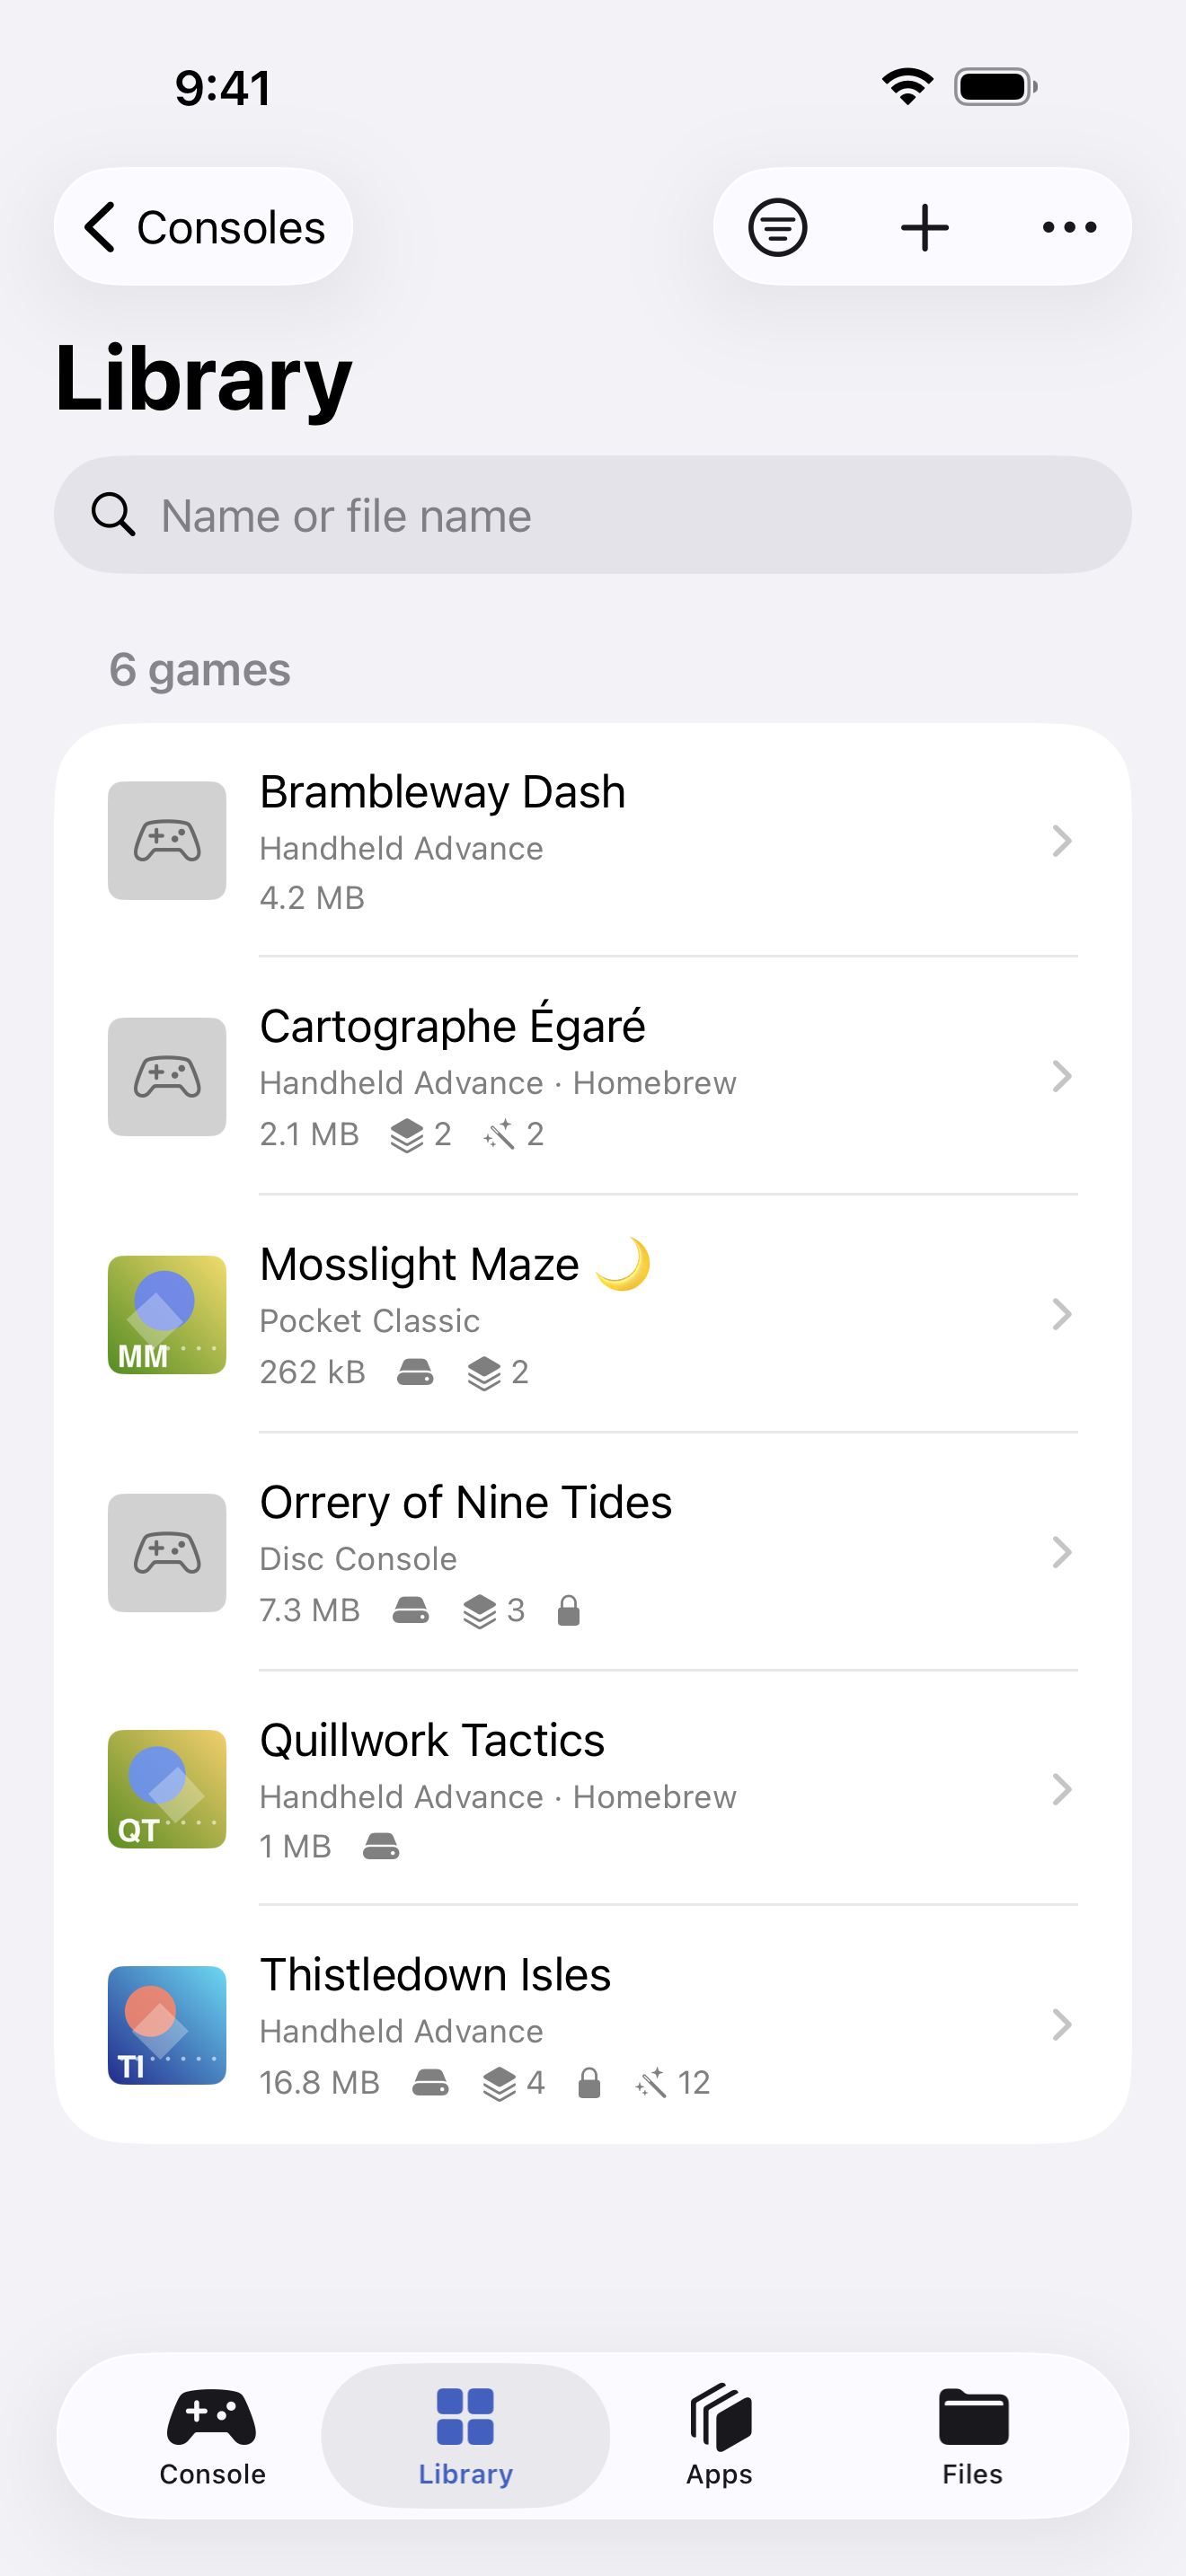 9:41
Consoles
Library
Name or file name
6 games
Brambleway Dash
Handheld Advance
4.2 MB
Cartographe Égaré
Handheld Advance · Homebrew
2.1 MB 2 2
Mosslight Maze 🌙
Pocket Classic
MM
262 kB 2
Orrery of Nine Tides
Disc Console
7.3 MB 3
Quillwork Tactics
Handheld Advance · Homebrew
QT
1 MB
Thistledown Isles
Handheld Advance
TI
16.8 MB 4 12
Console Library Apps Files